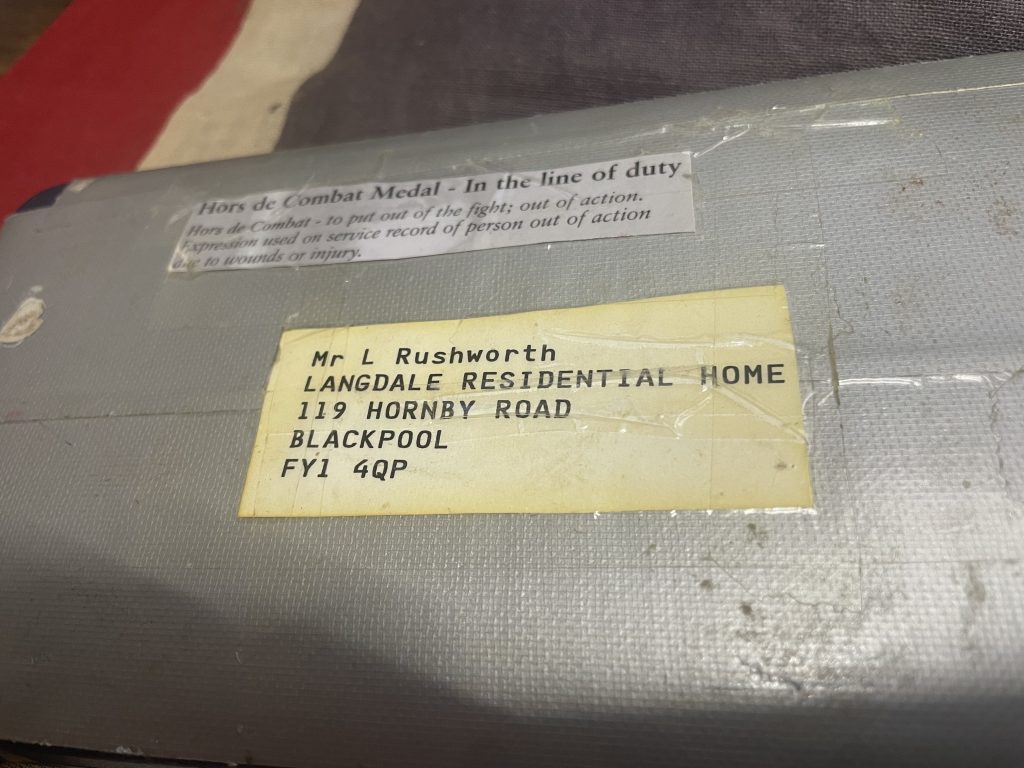 Hors de Combat Medal - In the line of duty
Hors de Combat - to put out of the fight; out of action.
Expression used on service record of person out of action
due to wounds or injury.
Mr L Rushworth
LANGDALE RESIDENTIAL HOME
119 HORNBY ROAD
BLACKPOOL
FY1 4QP